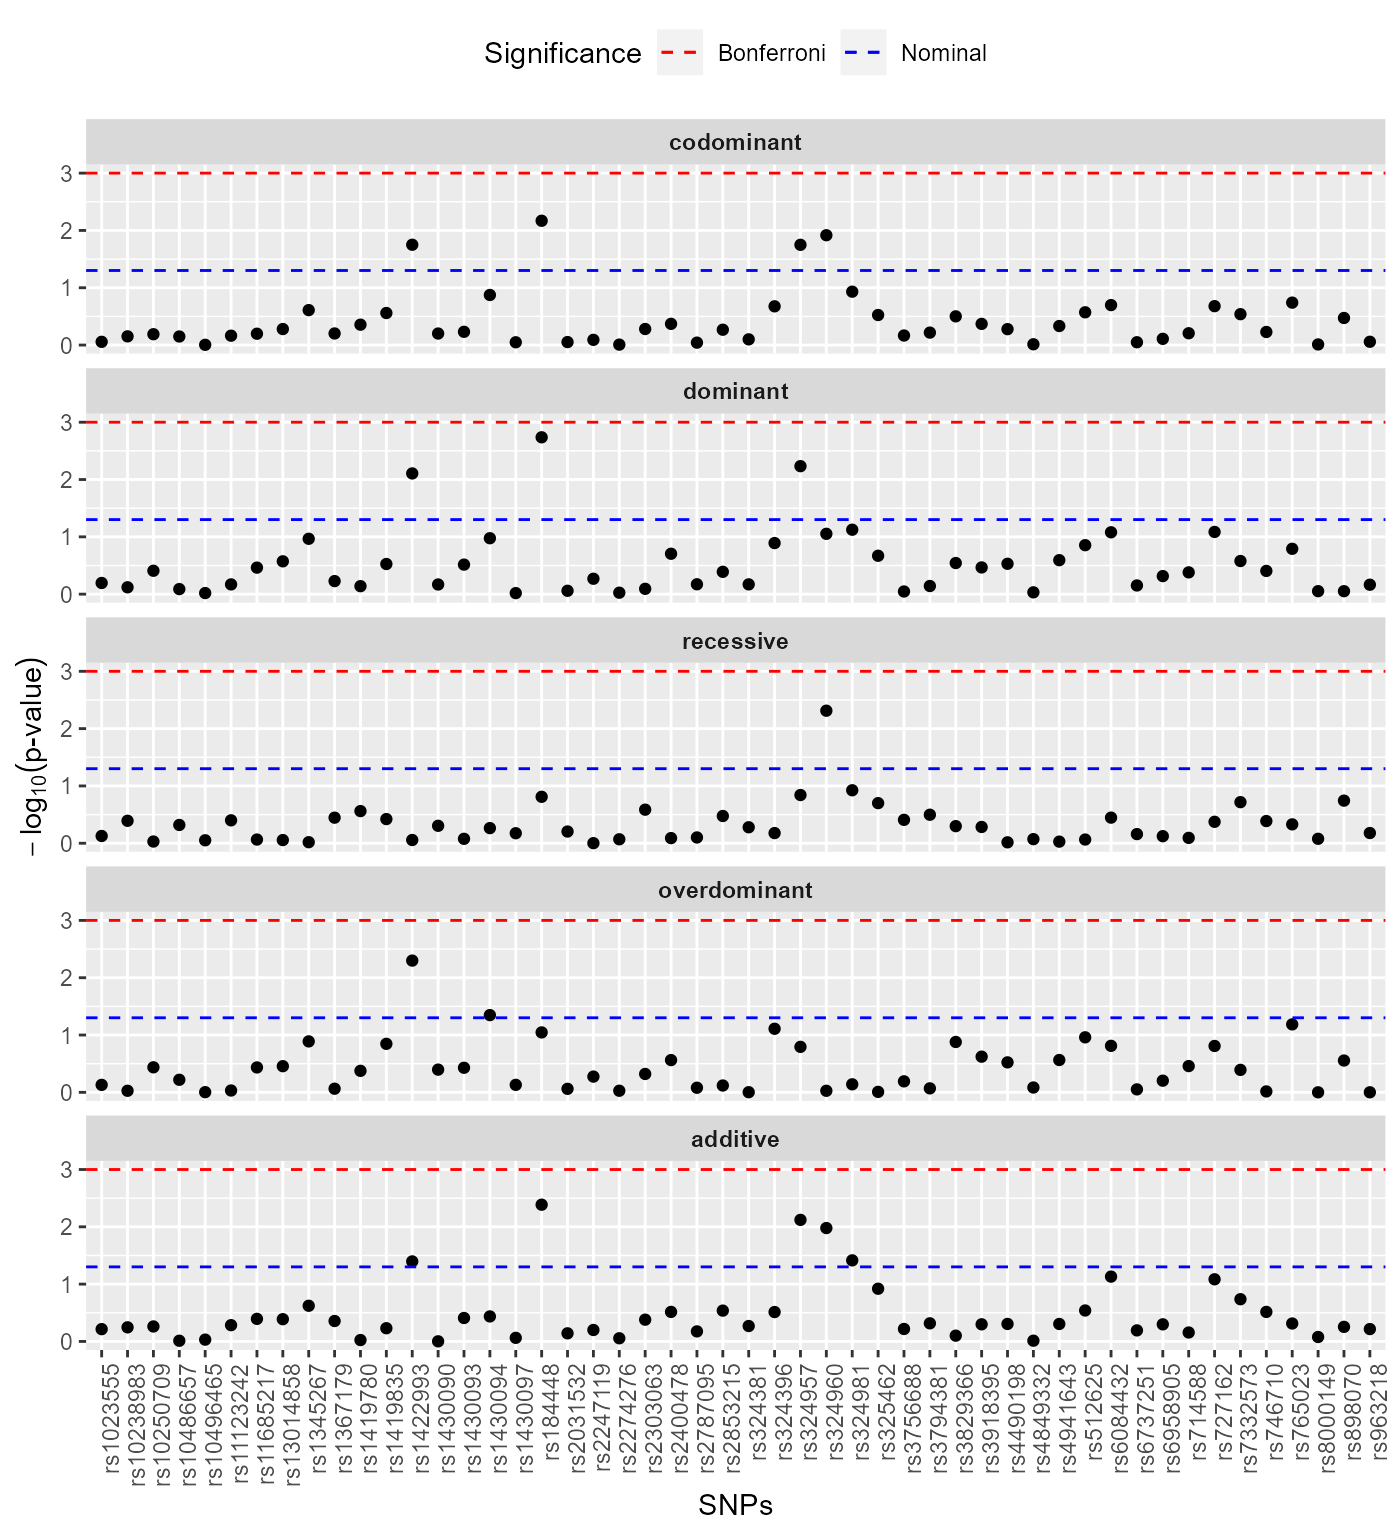 Significance Bonferroni Nominal
codominant
3
2
1
0
dominant
3
2
1
0
recessive
3
2
1
0
overdominant
3
2
1
0
additive
3
2
1
0
− log₁₀(p-value)
rs1023555
rs10238983
rs10250709
rs10486657
rs10496465
rs11123242
rs11685217
rs13014858
rs1345267
rs1367179
rs1419780
rs1419835
rs1422993
rs1430090
rs1430093
rs1430094
rs1430097
rs184448
rs2031532
rs2247119
rs2274276
rs2303063
rs2400478
rs2787095
rs2853215
rs324381
rs324396
rs324957
rs324960
rs324981
rs325462
rs3756688
rs3794381
rs3829366
rs3918395
rs4490198
rs4849332
rs4941643
rs512625
rs6084432
rs6737251
rs6958905
rs714588
rs727162
rs7325573
rs746710
rs765023
rs8000149
rs898070
rs963218
SNPs